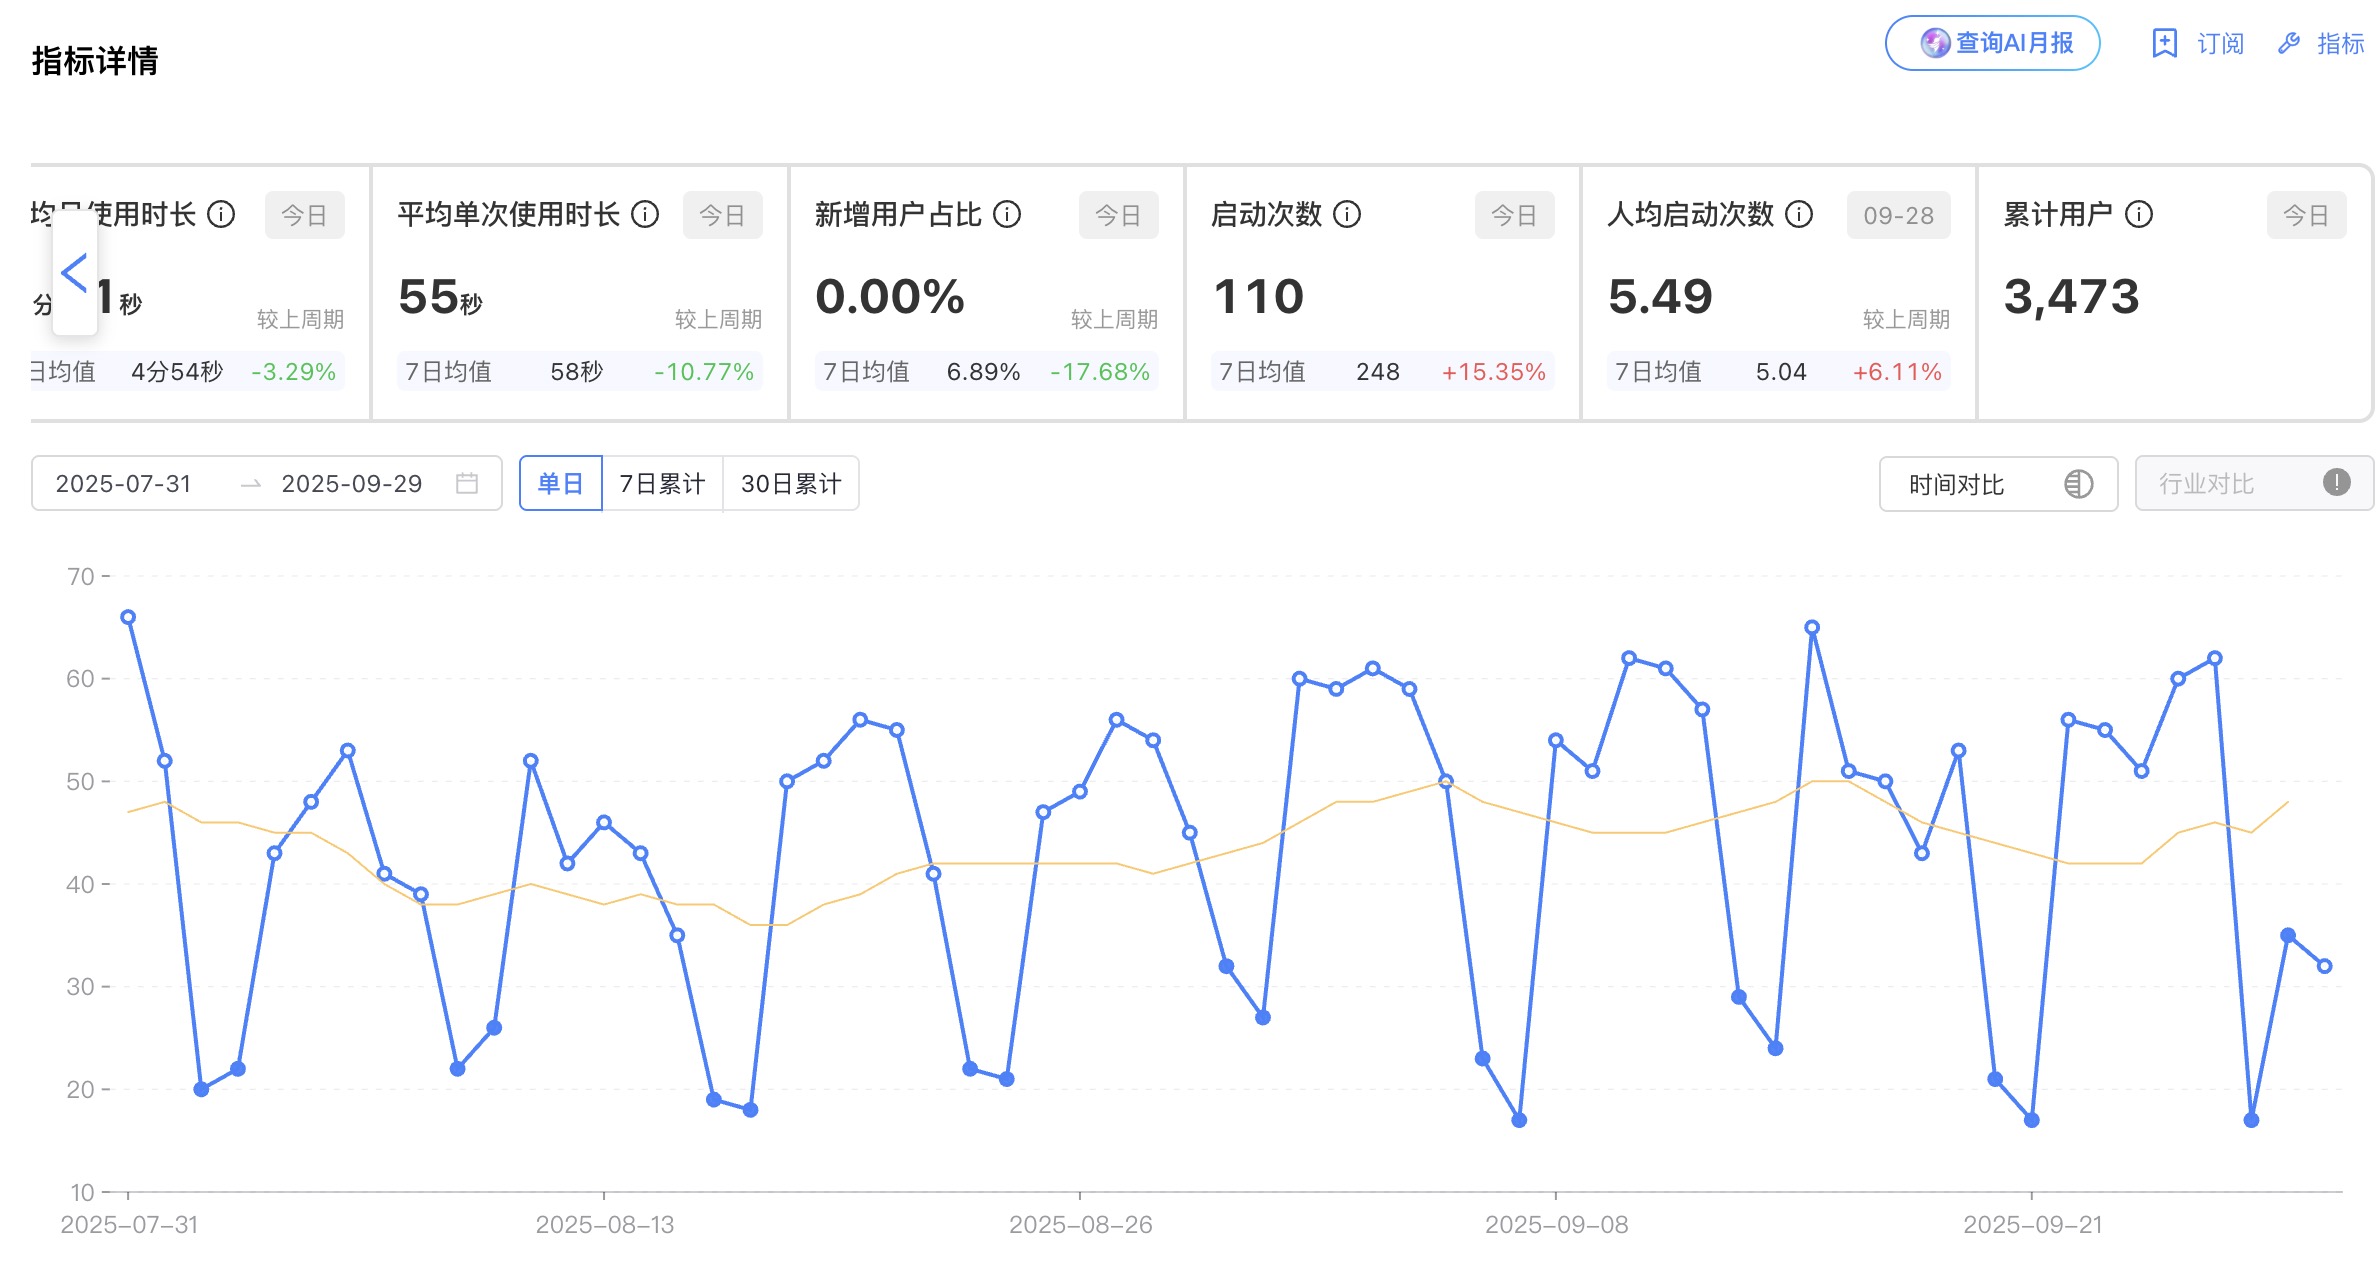 指标详情
查询AI月报
订阅
指标
使用时长
今日
平均单次使用时长
今日
新增用户占比
今日
启动次数
今日
人均启动次数
09-28
累计用户
今日
分 1秒
较上周期
55秒
较上周期
0.00%
较上周期
110
5.49
较上周期
3,473
日均值 4分54秒 -3.29%
7日均值 58秒 -10.77%
7日均值 6.89% -17.68%
7日均值 248 +15.35%
7日均值 5.04 +6.11%
2025-07-31 → 2025-09-29
单日
7日累计
30日累计
时间对比
行业对比
70
60
50
40
30
20
10
2025-07-31
2025-08-13
2025-08-26
2025-09-08
2025-09-21